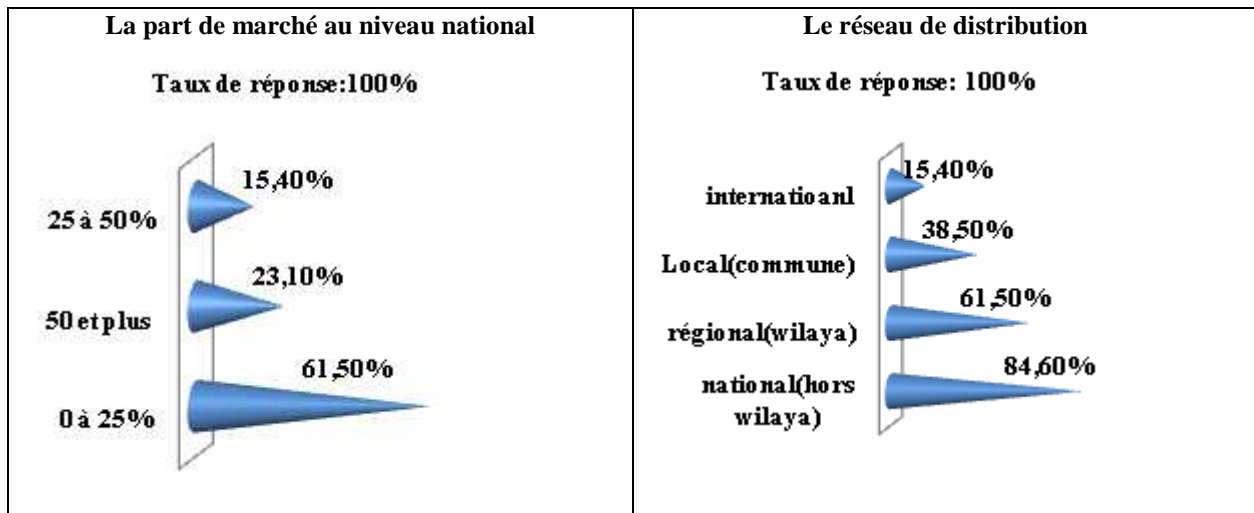 La part de marché au niveau national
Taux de réponse:100%
15,40%
25 à 50%
23,10%
50 et plus
61,50%
0 à 25%
Le réseau de distribution
Taux de réponse: 100%
15,40%
internatioanl
38,50%
Local(commune)
61,50%
régional(wilaya)
84,60%
national(hors
wilaya)